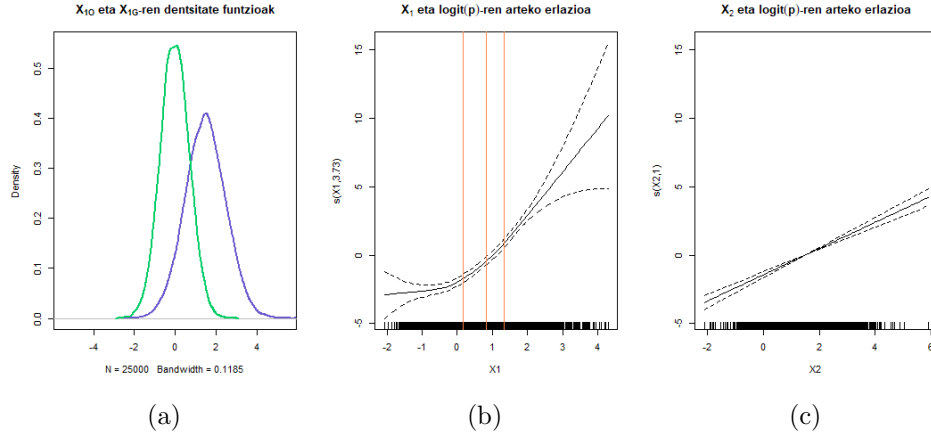 X₁₀ eta X₁G-ren dentsitate funtzioak
Density
0.0 0.1 0.2 0.3 0.4 0.5
-4 -2 0 2 4
N = 25000 Bandwidth = 0.1185
(a)
X₁ eta logit(p)-ren arteko erlazioa
s(X1,3.73)
-5 0 5 10 15
-2 -1 0 1 2 3 4
X1
(b)
X₂ eta logit(p)-ren arteko erlazioa
s(X2,1)
-5 0 5 10 15
-2 0 2 4 6
X2
(c)